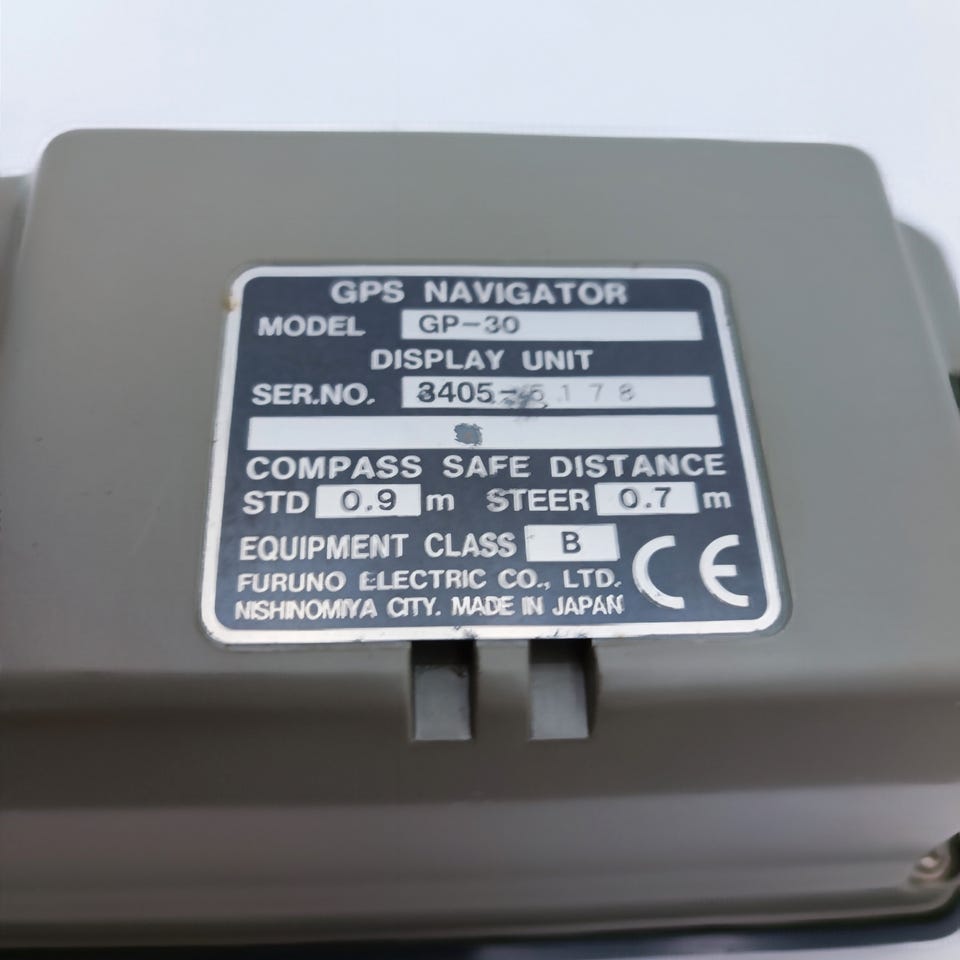 GPS NAVIGATOR
MODEL GP-30
DISPLAY UNIT
SER.NO. 3405-5178
COMPASS SAFE DISTANCE
STD 0.9 m STEER 0.7 m
EQUIPMENT CLASS B
FURUNO ELECTRIC CO., LTD. CE
NISHINOMIYA CITY. MADE IN JAPAN